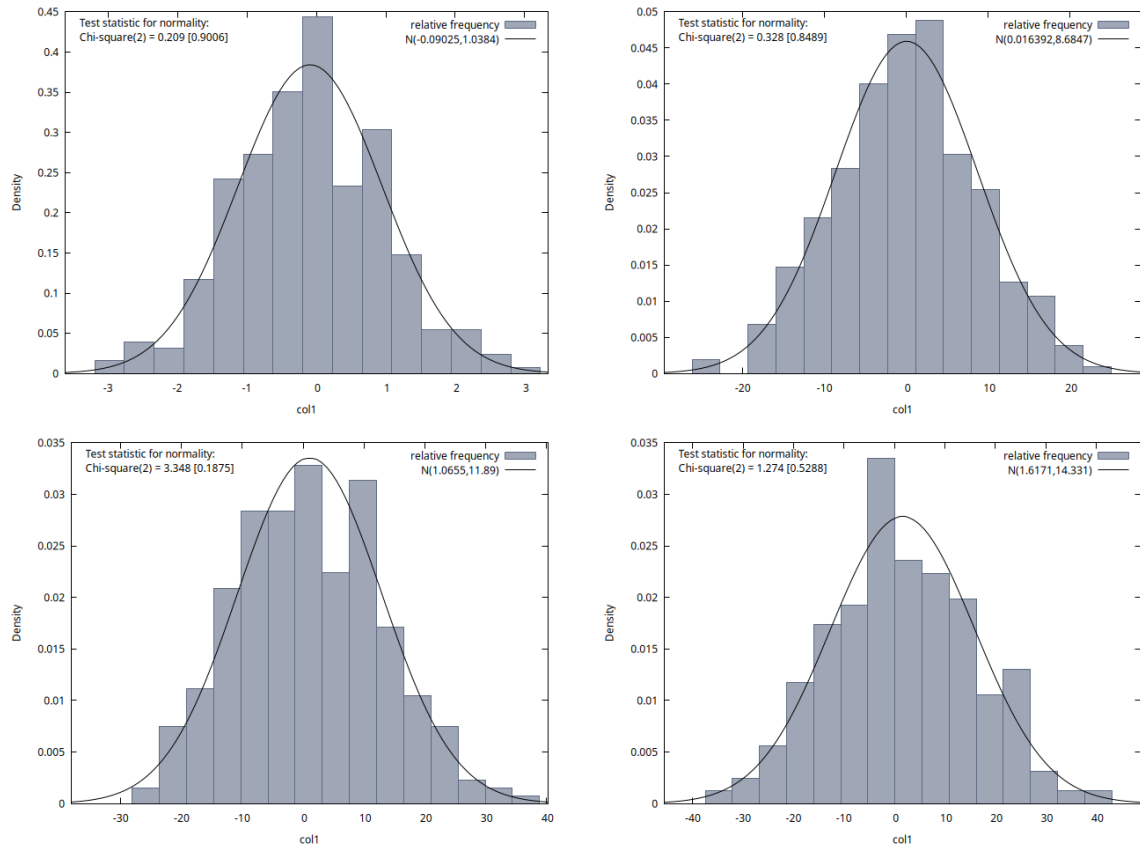 Test statistic for normality:
Chi-square(2) = 0.209 [0.9006]
relative frequency
N(-0.09025,1.0384)
0.45
0.4
0.35
0.3
0.25
0.2
0.15
0.1
0.05
0
Density
-3 -2 -1 0 1 2 3
col1
Test statistic for normality:
Chi-square(2) = 0.328 [0.8489]
relative frequency
N(0.016392,8.6847)
0.05
0.045
0.04
0.035
0.03
0.025
0.02
0.015
0.01
0.005
0
Density
-20 -10 0 10 20
col1
Test statistic for normality:
Chi-square(2) = 3.348 [0.1875]
relative frequency
N(1.0655,11.89)
0.035
0.03
0.025
0.02
0.015
0.01
0.005
0
Density
-30 -20 -10 0 10 20 30 40
col1
Test statistic for normality:
Chi-square(2) = 1.274 [0.5288]
relative frequency
N(1.6171,14.331)
0.035
0.03
0.025
0.02
0.015
0.01
0.005
0
Density
-40 -30 -20 -10 0 10 20 30 40
col1